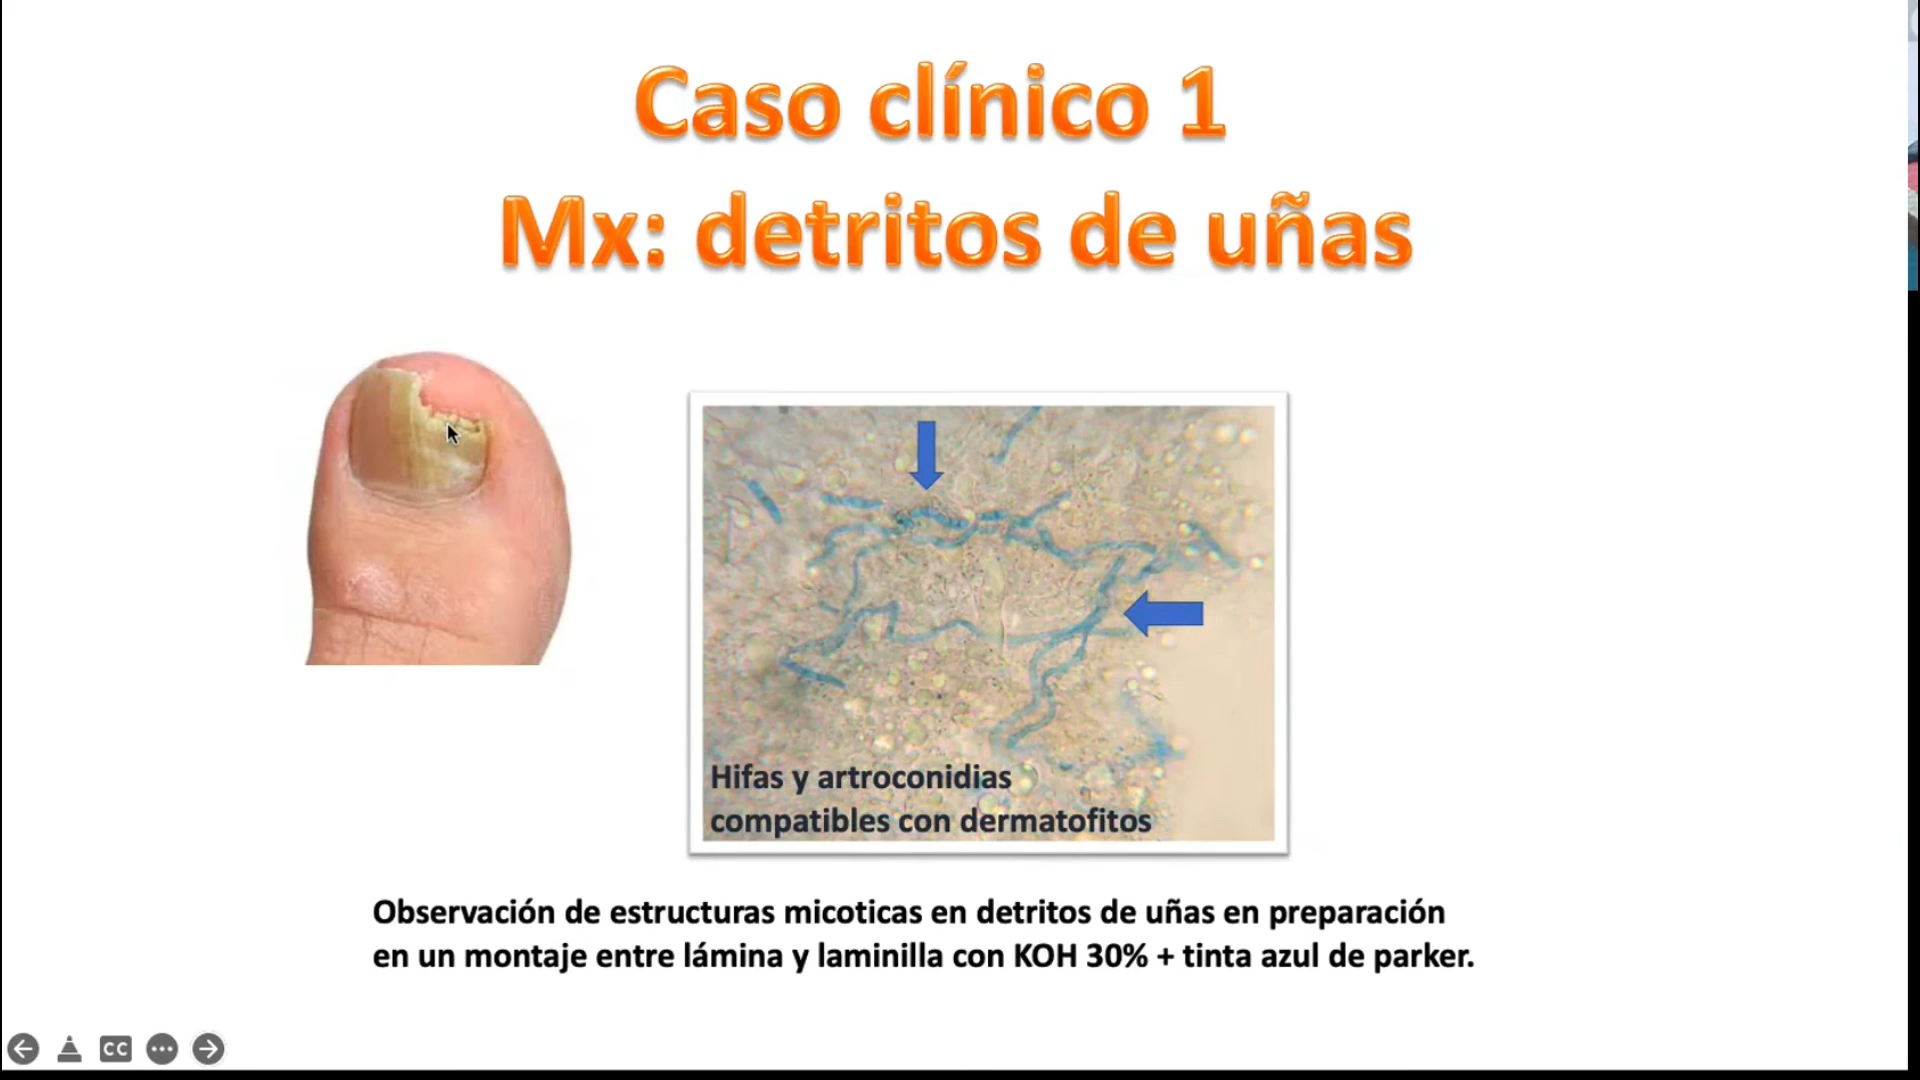 Caso clínico 1
Mx: detritos de uñas
Hifas y artroconidias
compatibles con dermatofitos
Observación de estructuras micoticas en detritos de uñas en preparación
en un montaje entre lámina y laminilla con KOH 30% + tinta azul de parker.
CC